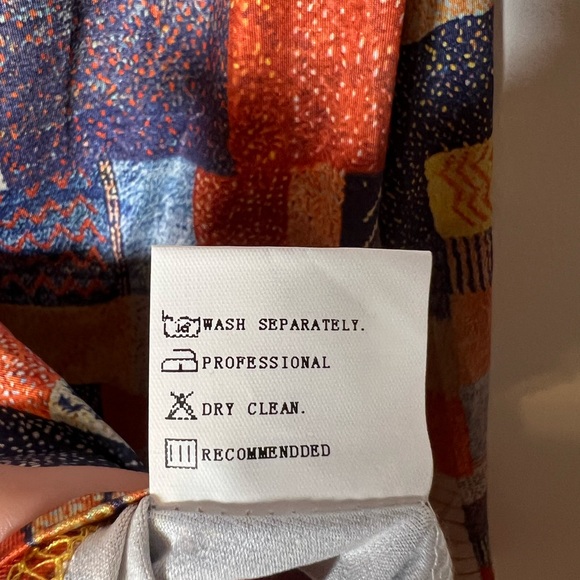 WASH SEPARATELY.
PROFESSIONAL
DRY CLEAN.
RECOMMENDDED